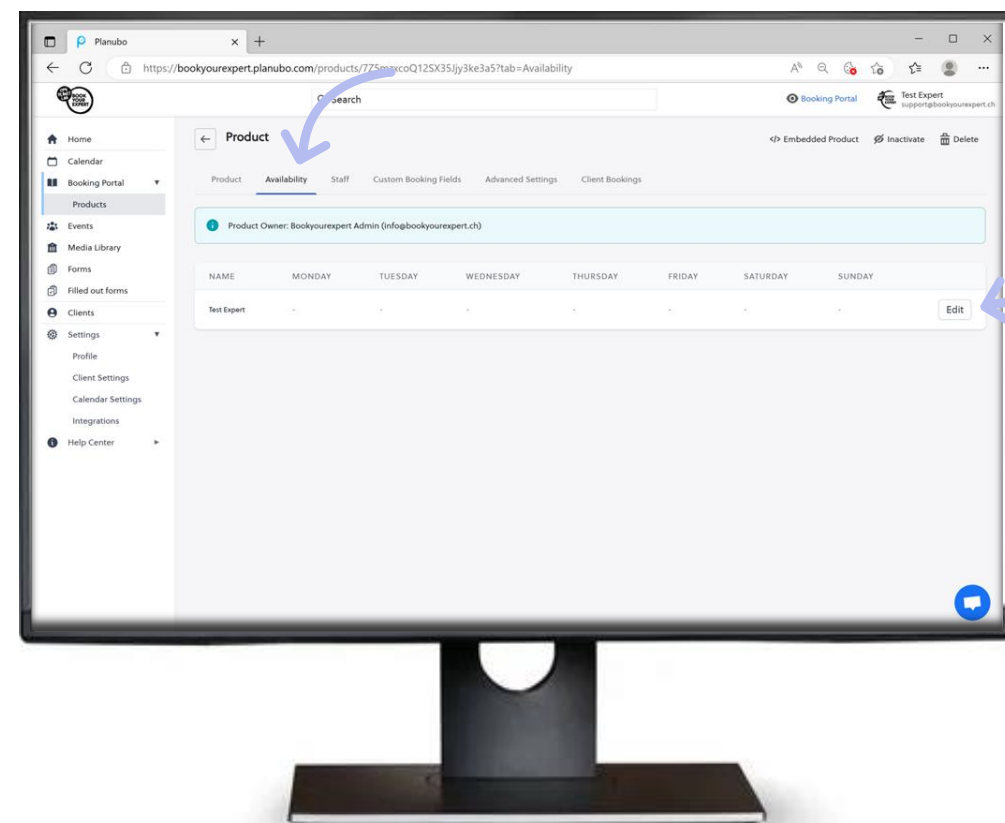 Planubo
https://bookyourexpert.planubo.com/products/
?tab=Availability
BOOK YOUR EXPERT
Search
Booking Portal
Test Expert
support@bookyourexpert.ch
Home
Calendar
Booking Portal
Products
Events
Media Library
Forms
Filled out forms
Clients
Settings
Profile
Client Settings
Calendar Settings
Integrations
Help Center
Product
</> Embedded Product
Inactivate
Delete
Product Availability Staff Custom Booking Fields Advanced Settings Client Bookings
Product Owner: Bookyourexpert Admin (info@bookyourexpert.ch)
NAME MONDAY TUESDAY WEDNESDAY THURSDAY FRIDAY SATURDAY SUNDAY
Test Expert - - - - - - - Edit